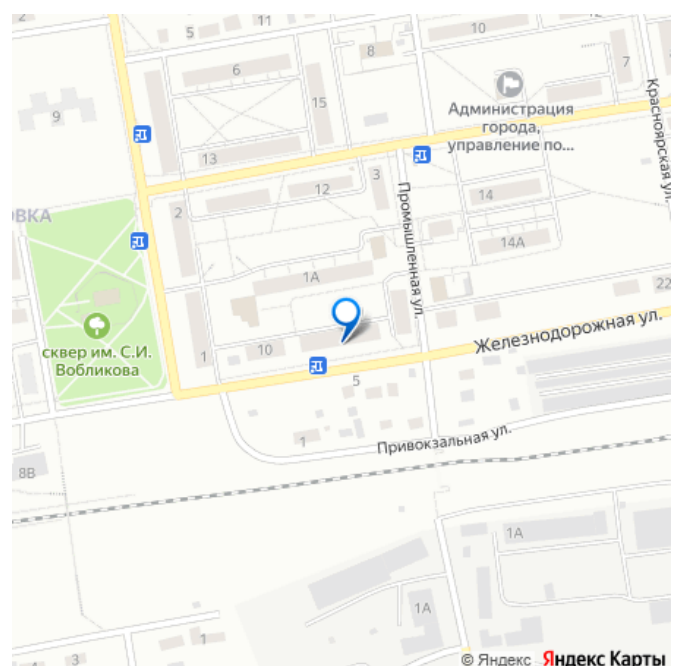 11
5
10
8
6
7
15
9
Администрация
города,
управление по...
Красноярская ул.
13
12
3
14
2
ОВКА
Промышленная ул.
14А
1А
22
Железнодорожная ул.
1
10
сквер им. С.И.
Вобликова
5
1
Привокзальная ул.
8В
1А
1А
1
3
© Яндекс Яндекс Карты